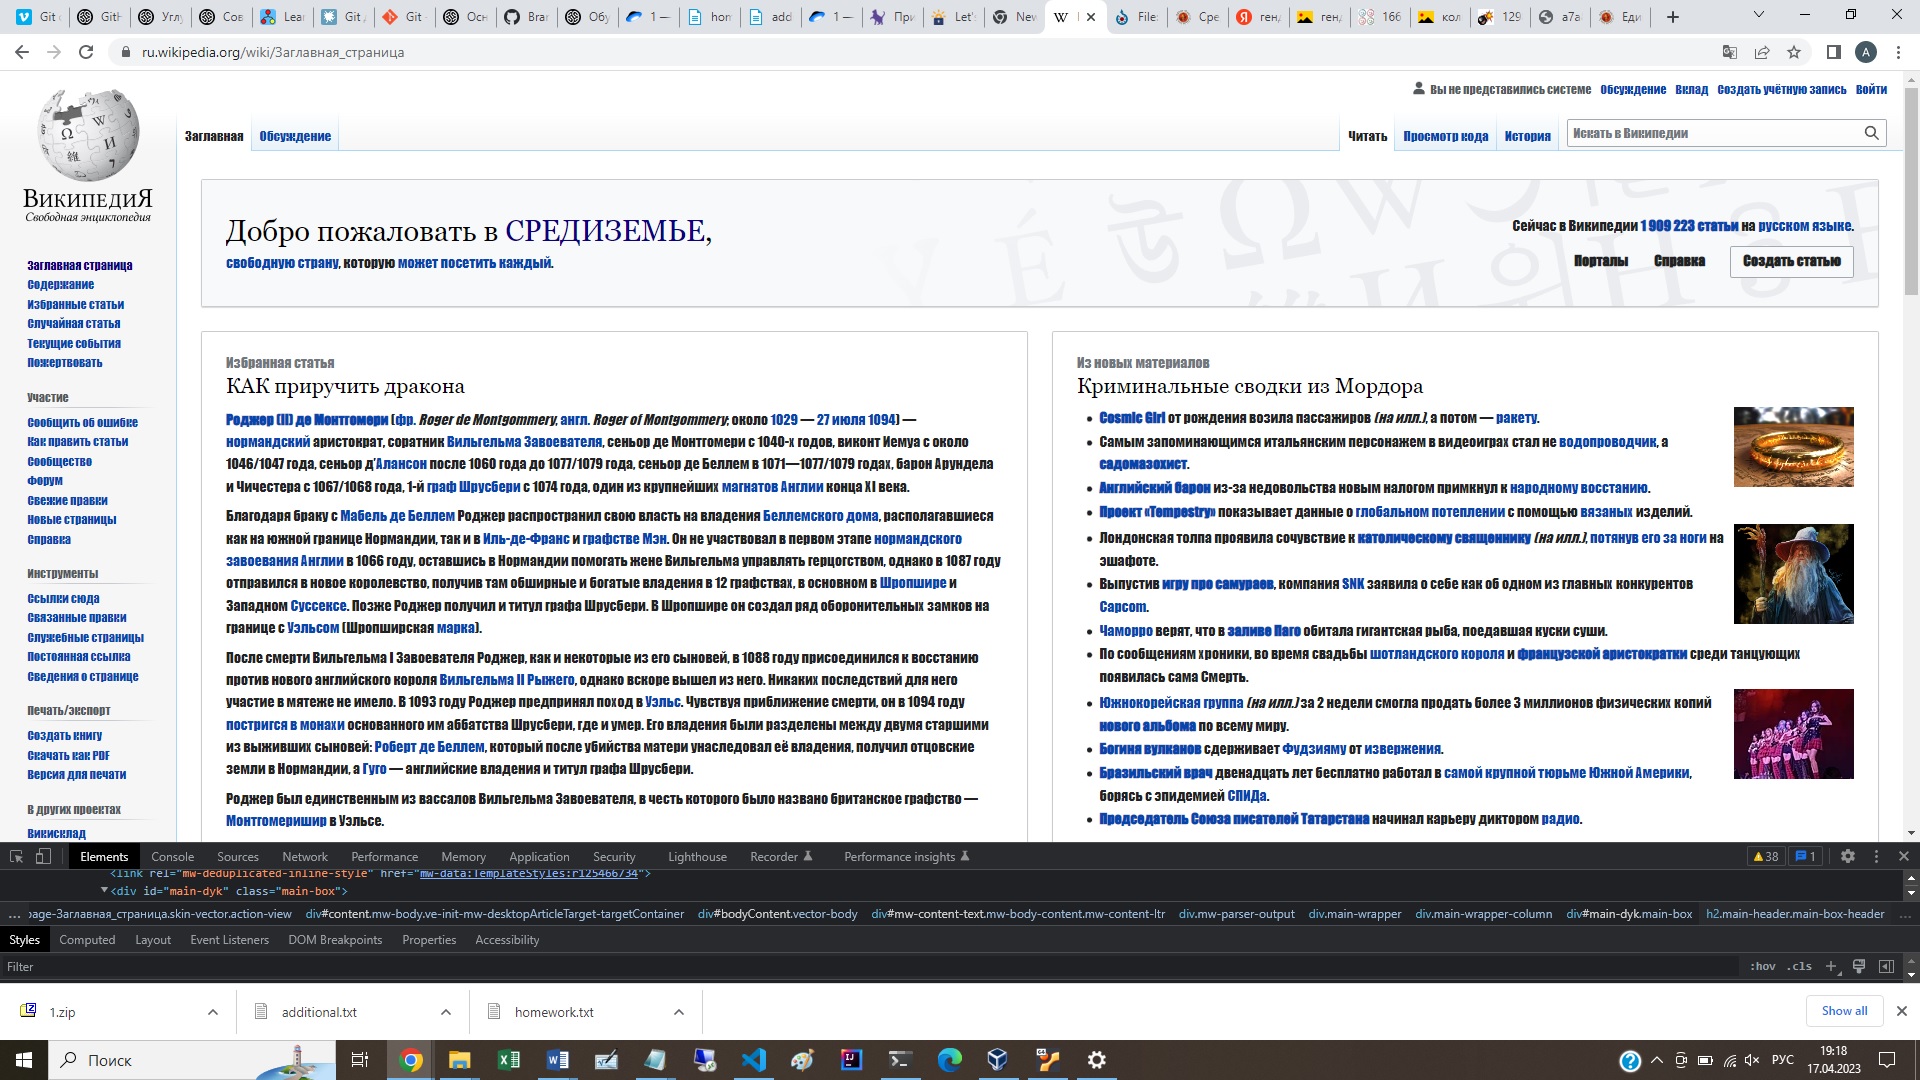 Git
GitH
Углу
Сов
Lear
Git
Git
Осн
Bran
Обу
1 —
hom
add
1 —
При
Let'
New
File:
Сре
генд
генд
166
кол
129
a7a
Еди
ru.wikipedia.org/wiki/Заглавная_страница
A
Вы не представились системе Обсуждение Вклад Создать учётную запись Войти
Заглавная Обсуждение Читать Просмотр кода История Искать в Википедии
ВикипедиЯ
Свободная энциклопедия
Заглавная страница
Содержание
Избранные статьи
Случайная статья
Текущие события
Пожертвовать
Участие
Сообщить об ошибке
Как править статьи
Сообщество
Форум
Свежие правки
Новые страницы
Справка
Инструменты
Ссылки сюда
Связанные правки
Служебные страницы
Постоянная ссылка
Сведения о странице
Печать/экспорт
Создать книгу
Скачать как PDF
Версия для печати
В других проектах
Викисклад
Добро пожаловать в СРЕДИЗЕМЬЕ,
свободную страну, которую может посетить каждый.
Сейчас в Википедии 1 909 223 статьи на русском языке.
Порталы Справка Создать статью
Избранная статья
КАК приручить дракона
Роджер (II) де Монтгомери (фр. Roger de Montgommery, англ. Roger of Montgommery; около 1029 — 27 июля 1094) —
нормандский аристократ, соратник Вильгельма Завоевателя, сеньор де Монтгомери с 1040-х годов, виконт Иемуа с около
1046/1047 года, сеньор д’Алансон после 1060 года до 1077/1079 года, сеньор де Беллем в 1071—1077/1079 годах, барон Арундела
и Чичестера с 1067/1068 года, 1-й граф Шрусбери с 1074 года, один из крупнейших магнатов Англии конца XI века.
Благодаря браку с Мабель де Беллем Роджер распространил свою власть на владения Беллемского дома, располагавшиеся
как на южной границе Нормандии, так и в Иль-де-Франс и графстве Мэн. Он не участвовал в первом этапе нормандского
завоевания Англии в 1066 году, оставшись в Нормандии помогать жене Вильгельма управлять герцогством, однако в 1087 году
отправился в новое королевство, получив там обширные и богатые владения в 12 графствах, в основном в Шропшире и
Западном Суссексе. Позже Роджер получил и титул графа Шрусбери. В Шропшире он создал ряд оборонительных замков на
границе с Уэльсом (Шропширская марка).
После смерти Вильгельма I Завоевателя Роджер, как и некоторые из его сыновей, в 1088 году присоединился к восстанию
против нового английского короля Вильгельма II Рыжего, однако вскоре вышел из него. Никаких последствий для него
участие в мятеже не имело. В 1093 году Роджер предпринял поход в Уэльс. Чувствуя приближение смерти, он в 1094 году
постригся в монахи основанного им аббатства Шрусбери, где и умер. Его владения были разделены между двумя старшими
из выживших сыновей: Роберт де Беллем, который после убийства матери унаследовал её владения, получил отцовские
земли в Нормандии, а Гуго — английские владения и титул графа Шрусбери.
Роджер был единственным из вассалов Вильгельма Завоевателя, в честь которого было названо британское графство —
Монтгомеришир в Уэльсе.
Из новых материалов
Криминальные сводки из Мордора
Cosmic Girl от рождения возила пассажиров (на илл.), а потом — ракету.
Самым запоминающимся итальянским персонажем в видеоиграх стал не водопроводчик, а
садомазохист.
Английский барон из-за недовольства новым налогом примкнул к народному восстанию.
Проект «Tempestry» показывает данные о глобальном потеплении с помощью вязаных изделий.
Лондонская толпа проявила сочувствие к католическому священнику (на илл.), потянув его за ноги на
эшафоте.
Выпустив игру про самураев, компания SNK заявила о себе как об одном из главных конкурентов
Capcom.
Чаморро верят, что в заливе Паго обитала гигантская рыба, поедавшая куски суши.
По сообщениям хроники, во время свадьбы шотландского короля и французской аристократки среди танцующих
появилась сама Смерть.
Южнокорейская группа (на илл.) за 2 недели смогла продать более 3 миллионов физических копий
нового альбома по всему миру.
Богиня вулканов сдерживает Фудзияму от извержения.
Бразильский врач двенадцать лет бесплатно работал в самой крупной тюрьме Южной Америки,
борясь с эпидемией СПИДа.
Председатель Союза писателей Татарстана начинал карьеру диктором радио.
Elements Console Sources Network Performance Memory Application Security Lighthouse Recorder Performance insights 38 1
<link rel="mw-deduplicated-inline-style" href="mw-data:TemplateStyles:r125466734">
<div id="main-dyk" class="main-box">
... page-Заглавная_страница.skin-vector.action-view div#content.mw-body.ve-init-mw-desktopArticleTarget-targetContainer div#bodyContent.vector-body div#mw-content-text.mw-body-content.mw-content-ltr div.mw-parser-output div.main-wrapper div.main-wrapper-column div#main-dyk.main-box h2.main-header.main-box-header ...
Styles Computed Layout Event Listeners DOM Breakpoints Properties Accessibility
Filter :hov .cls
1.zip additional.txt homework.txt Show all
Поиск РУС 19:18
17.04.2023